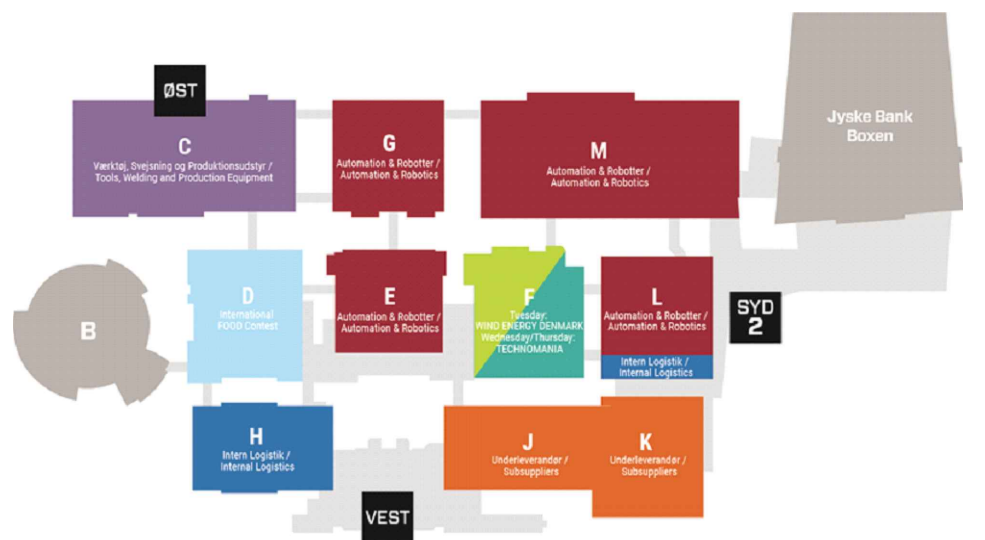 ØST
C
Værktøj, Svejsning og Produktionsudstyr /
Tools, Welding and Production Equipment
G
Automation & Robotter /
Automation & Robotics
M
Automation & Robotter /
Automation & Robotics
Jyske Bank
Boxen
B
D
International
FOOD Contest
E
Automation & Robotter /
Automation & Robotics
F
Tuesday:
WIND ENERGY DENMARK
Wednesday/Thursday:
TECHNOMANIA
L
Automation & Robotter /
Automation & Robotics
Intern Logistik /
Internal Logistics
SYD
2
H
Intern Logistik /
Internal Logistics
J
Underleverandør /
Subsuppliers
K
Underleverandør /
Subsuppliers
VEST